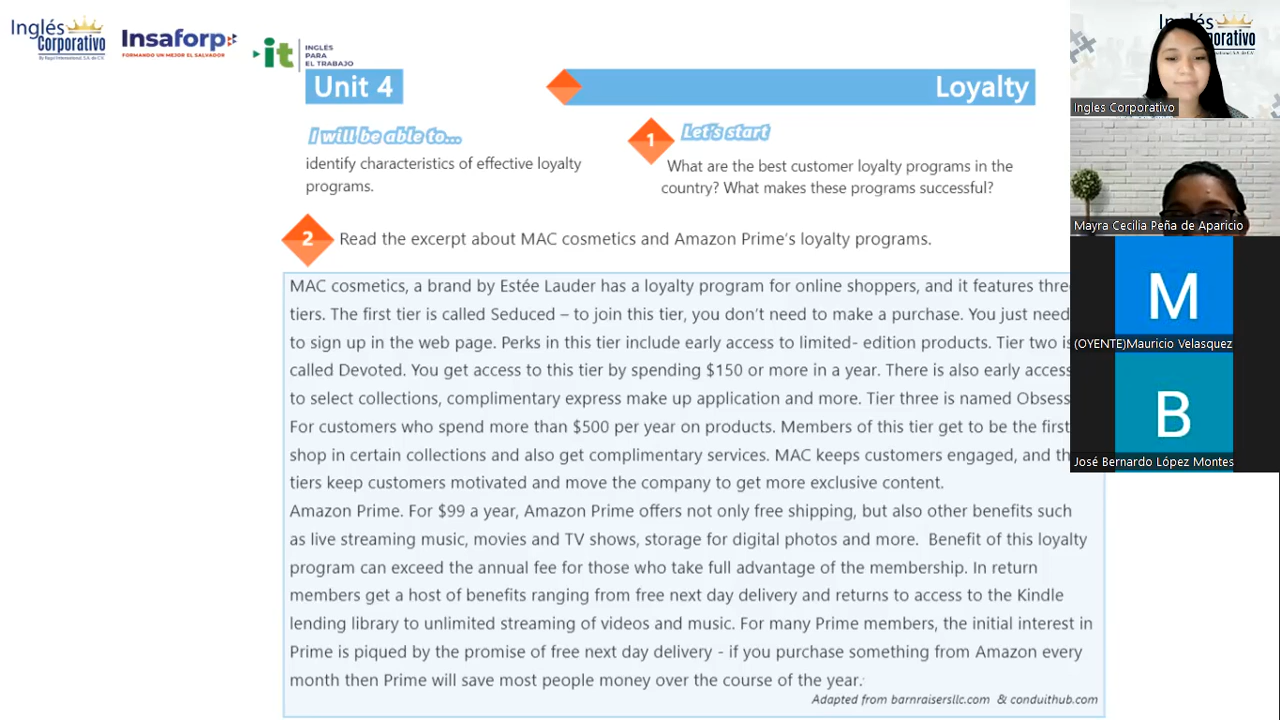 Inglés
Corporativo
By Regal International, S.A. de C.V.
Insaforp
FORMANDO UN MEJOR EL SALVADOR
it
INGLÉS
PARA
EL TRABAJO
Unit 4
Loyalty
I will be able to...
identify characteristics of effective loyalty
programs.
1
Let's start
What are the best customer loyalty programs in the
country? What makes these programs successful?
2
Read the excerpt about MAC cosmetics and Amazon Prime's loyalty programs.
MAC cosmetics, a brand by Estée Lauder has a loyalty program for online shoppers, and it features thre
tiers. The first tier is called Seduced – to join this tier, you don't need to make a purchase. You just need
to sign up in the web page. Perks in this tier include early access to limited- edition products. Tier two is
called Devoted. You get access to this tier by spending $150 or more in a year. There is also early access
to select collections, complimentary express make up application and more. Tier three is named Obsess
For customers who spend more than $500 per year on products. Members of this tier get to be the first
shop in certain collections and also get complimentary services. MAC keeps customers engaged, and th
tiers keep customers motivated and move the company to get more exclusive content.
Amazon Prime. For $99 a year, Amazon Prime offers not only free shipping, but also other benefits such
as live streaming music, movies and TV shows, storage for digital photos and more. Benefit of this loyalty
program can exceed the annual fee for those who take full advantage of the membership. In return
members get a host of benefits ranging from free next day delivery and returns to access to the Kindle
lending library to unlimited streaming of videos and music. For many Prime members, the initial interest in
Prime is piqued by the promise of free next day delivery - if you purchase something from Amazon every
month then Prime will save most people money over the course of the year.
Adapted from barnraisersllc.com & conduithub.com
Ingles Corporativo
Mayra Cecilia Peña de Aparicio
M
(OYENTE)Mauricio Velasquez
B
José Bernardo López Montes